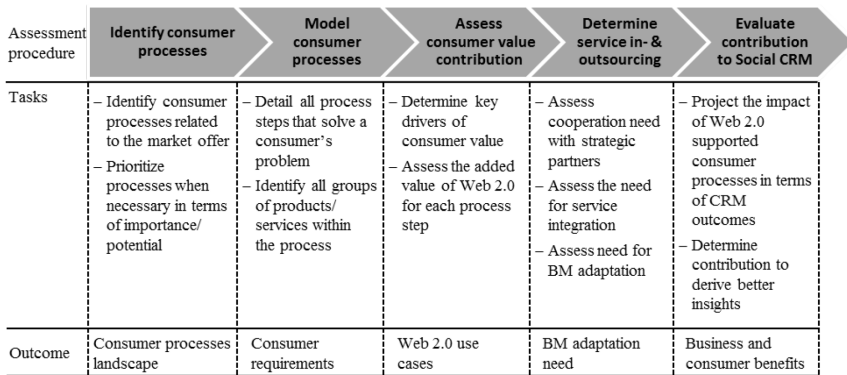 Assessment
procedure
Identify consumer
processes
Model
consumer
processes
Assess
consumer value
contribution
Determine
service in- &
outsourcing
Evaluate
contribution
to Social CRM
Tasks
– Identify consumer
processes related
to the market offer
– Prioritize
processes when
necessary in terms
of importance/
potential
– Detail all process
steps that solve a
consumer's
problem
– Identify all groups
of products/
services within
the process
– Determine key
drivers of
consumer value
– Assess the added
value of Web 2.0
for each process
step
– Assess
cooperation need
with strategic
partners
– Assess the need
for service
integration
– Assess need for
BM adaptation
– Project the impact
of Web 2.0
supported
consumer
processes in terms
of CRM
outcomes
– Determine
contribution to
derive better
insights
Outcome
Consumer processes
landscape
Consumer
requirements
Web 2.0 use
cases
BM adaptation
need
Business and
consumer benefits